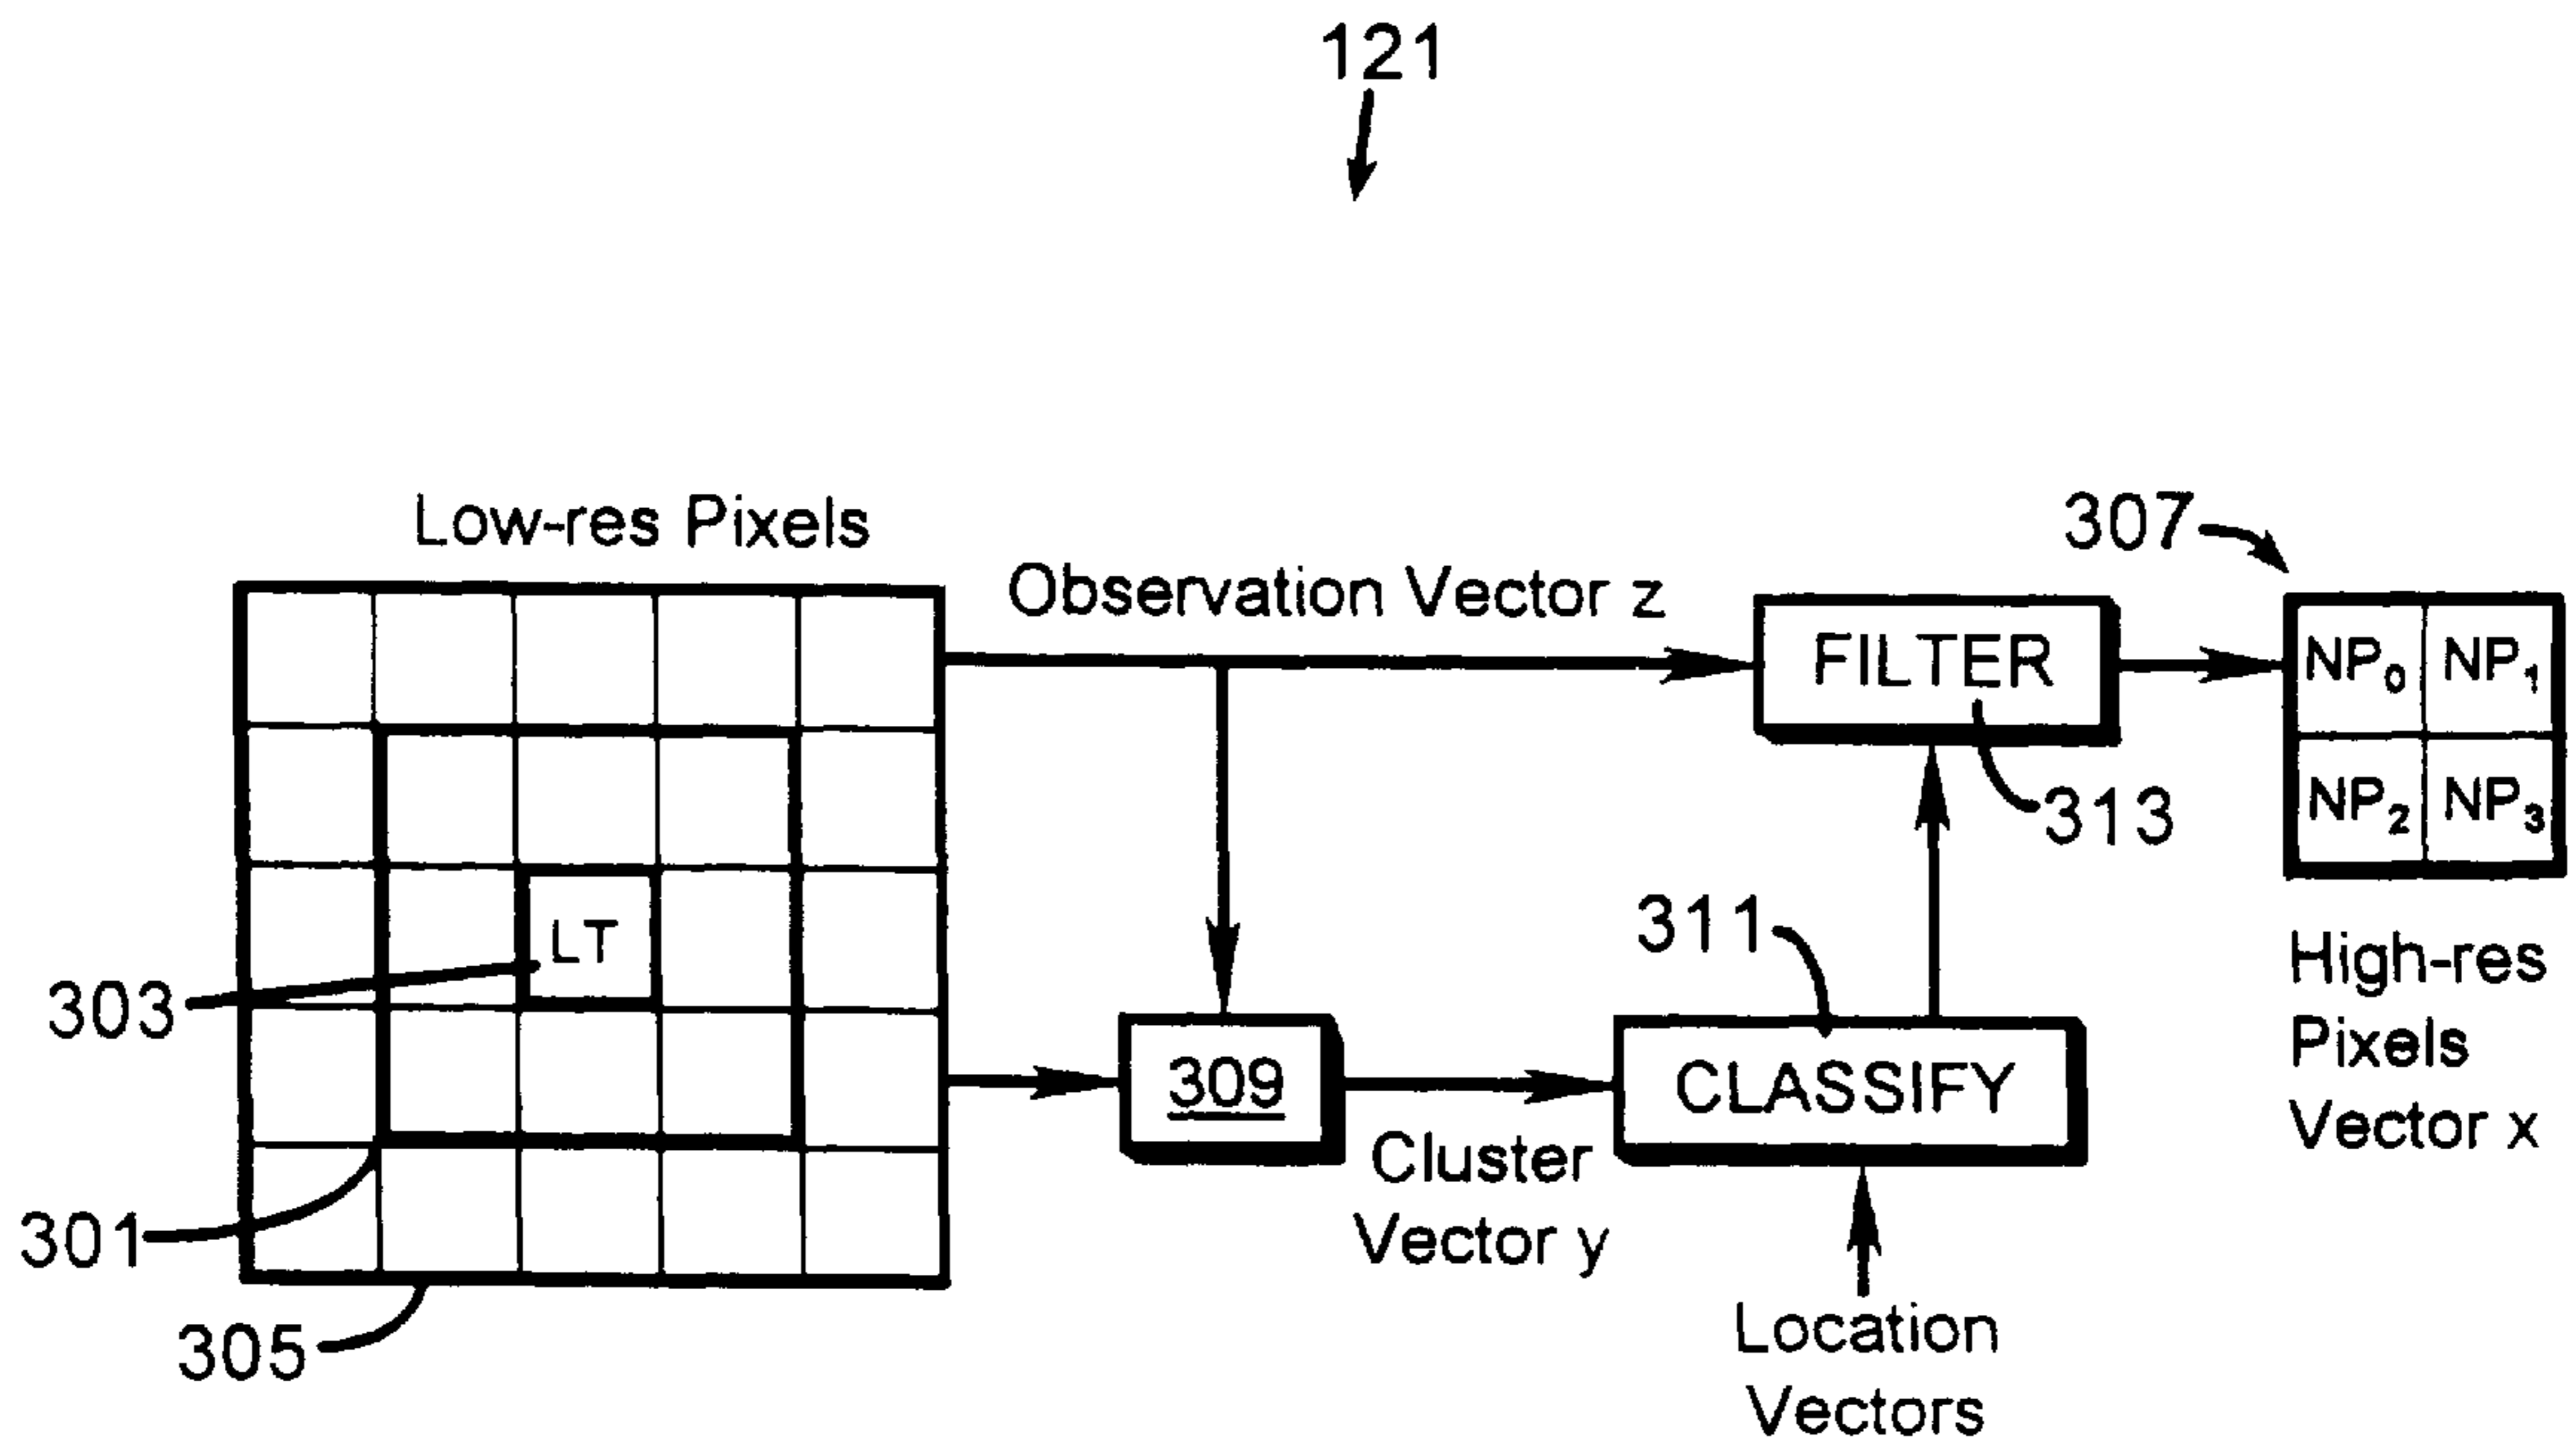 121
Low-res Pixels
Observation Vector z
307
FILTER
NP₀ NP₁
NP₂ NP₃
313
LT
311
303
High-res
Pixels
Vector x
309
CLASSIFY
Cluster
Vector y
301
305
Location
Vectors